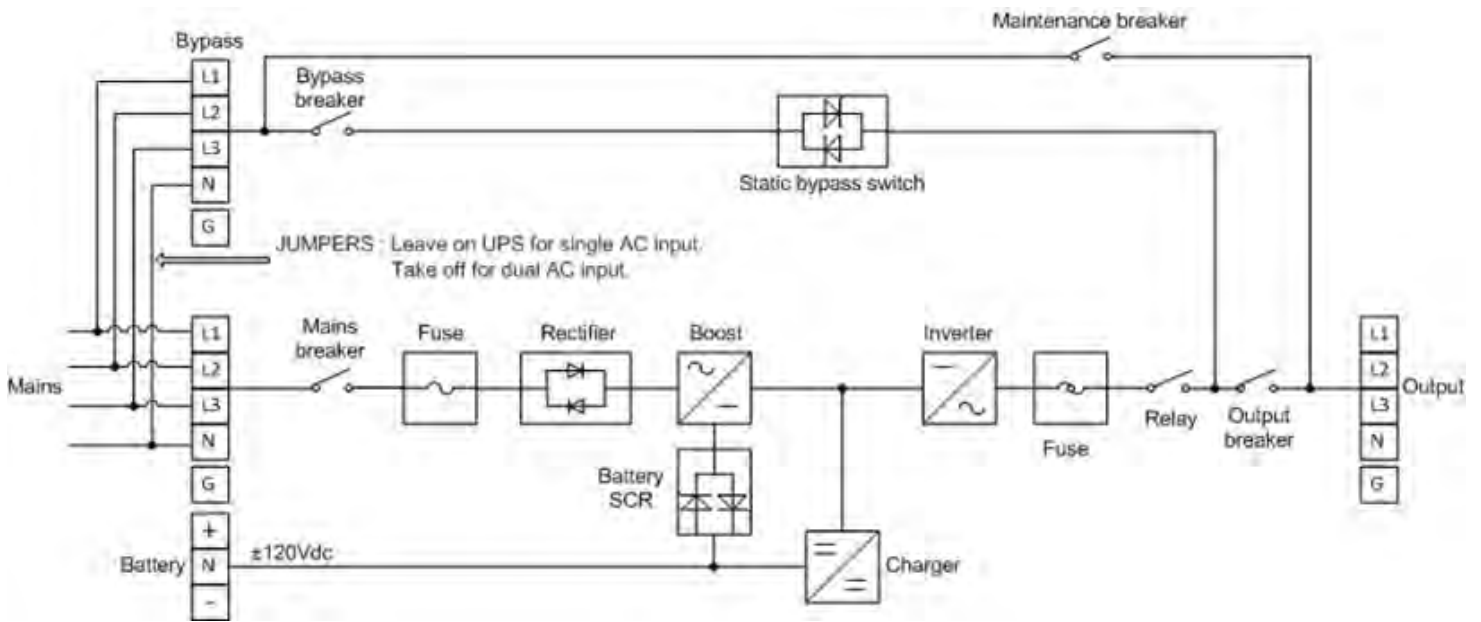 Maintenance breaker
Bypass
L1
L2
L3
N
G
Bypass
breaker
Static bypass switch
JUMPERS : Leave on UPS for single AC input.
Take off for dual AC input.
Mains
L1
L2
L3
N
G
Mains
breaker
Fuse
Rectifier
Boost
Inverter
Fuse
Relay
Output
breaker
L1
L2
L3
N
G
Output
Battery
SCR
Battery
+
N
-
±120Vdc
Charger